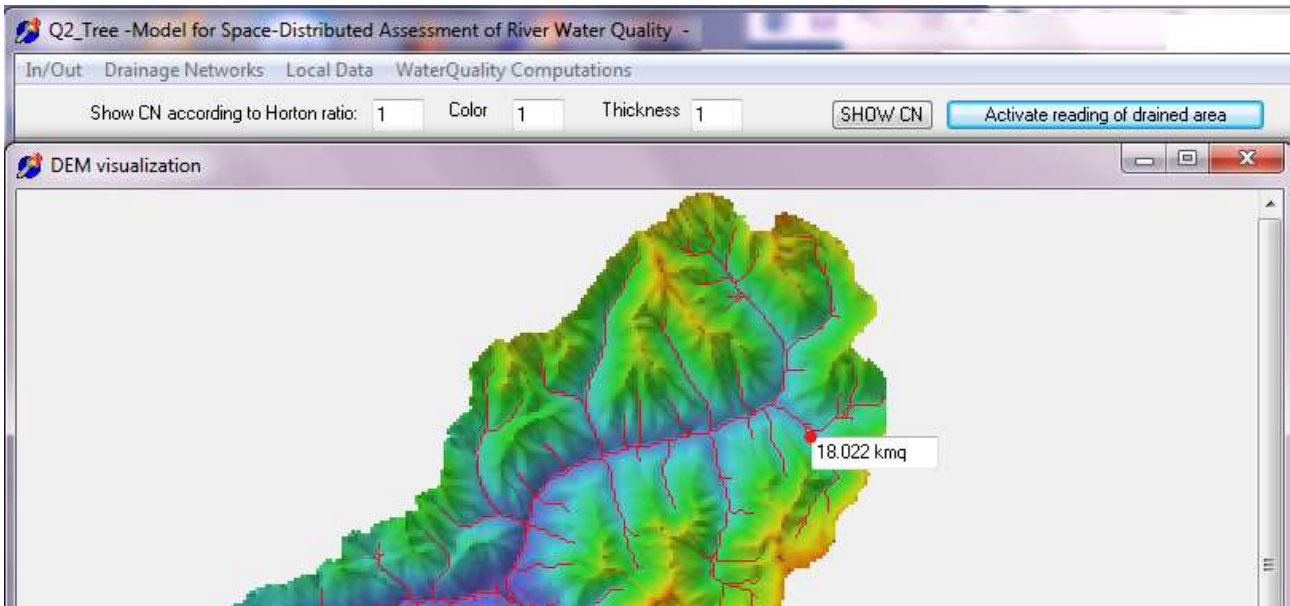 Q2_Tree -Model for Space-Distributed Assessment of River Water Quality -
In/Out Drainage Networks Local Data WaterQuality Computations
Show CN according to Horton ratio: 1 Color 1 Thickness 1 SHOW CN Activate reading of drained area
DEM visualization
18.022 kmq